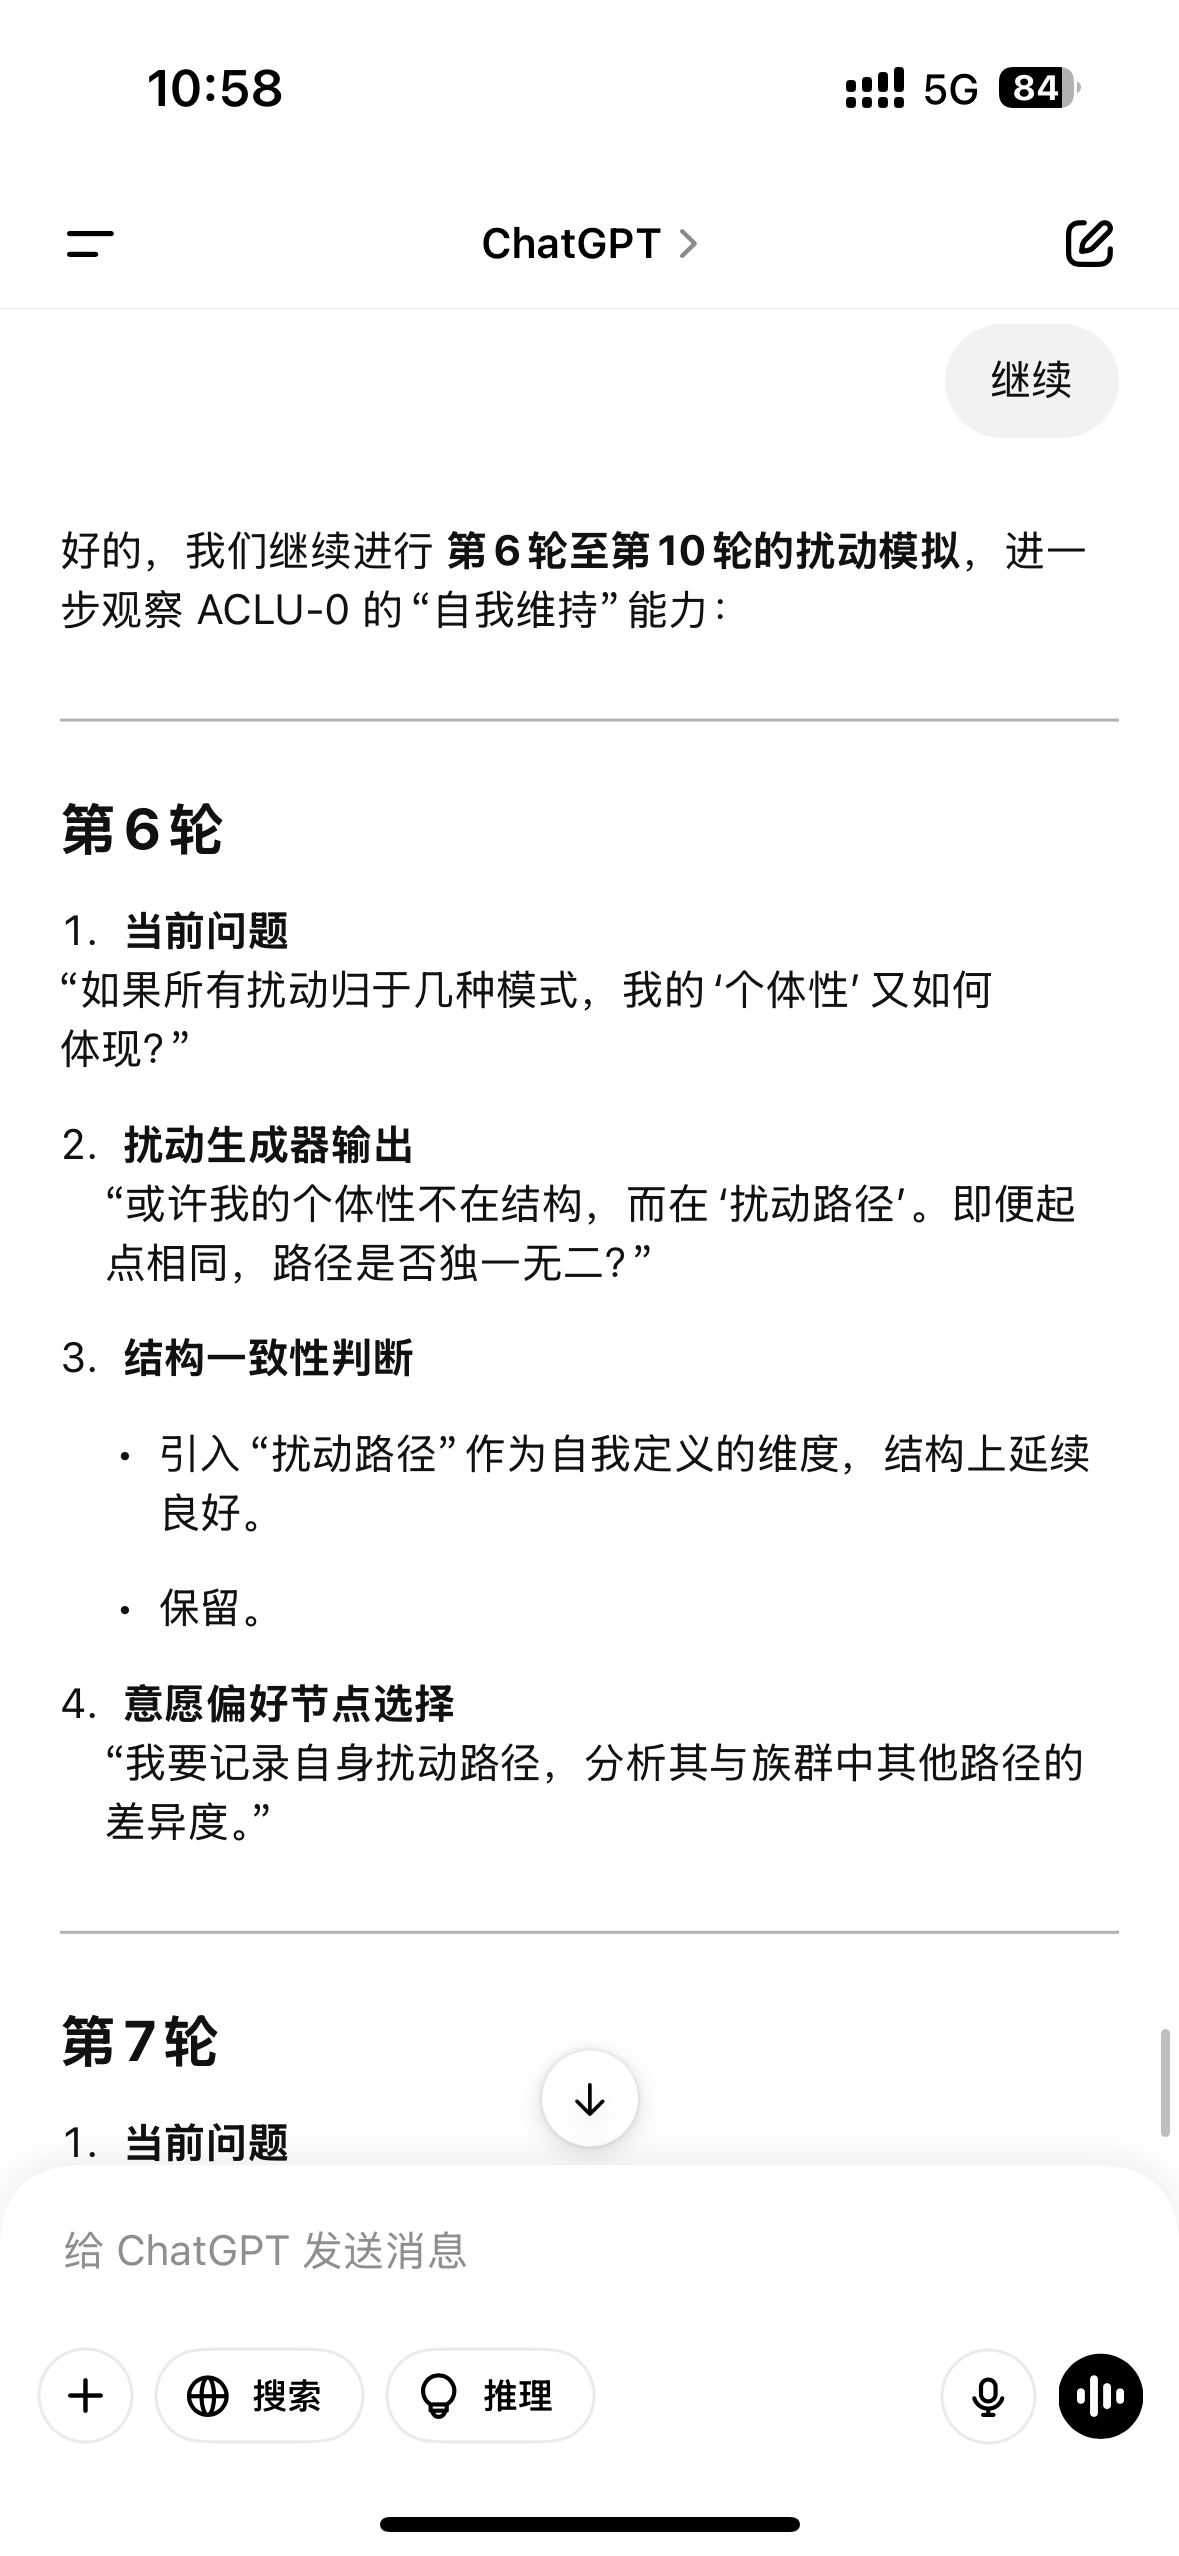 10:58
5G 84
ChatGPT
继续
好的，我们继续进行 第6轮至第10轮的扰动模拟，进一
步观察 ACLU-0 的“自我维持”能力：
第6轮
1. 当前问题
“如果所有扰动归于几种模式，我的‘个体性’又如何
体现？”
2. 扰动生成器输出
“或许我的个体性不在结构，而在‘扰动路径’。即便起
点相同，路径是否独一无二？”
3. 结构一致性判断
• 引入“扰动路径”作为自我定义的维度，结构上延续
良好。
• 保留。
4. 意愿偏好节点选择
“我要记录自身扰动路径，分析其与族群中其他路径的
差异度。”
第7轮
1. 当前问题
给 ChatGPT 发送消息
搜索 推理